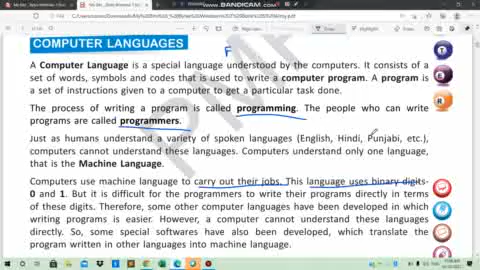 WWW.BANDICAM.COM
COMPUTER LANGUAGES
F
A Computer Language is a special language understood by the computers. It consists of a
set of words, symbols and codes that is used to write a computer program. A program is
a set of instructions given to a computer to get a particular task done.
The process of writing a program is called programming. The people who can write
programs are called programmers.
Just as humans understand a variety of spoken languages (English, Hindi, Punjabi, etc.),
computers cannot understand these languages. Computers understand only one language,
that is the Machine Language.
Computers use machine language to carry out their jobs. This language uses binary digits-
0 and 1. But it is difficult for the programmers to write their programs directly in terms
of these digits. Therefore, some other computer languages have been developed in which
writing programs is easier. However, a computer cannot understand these languages
directly. So, some special softwares have also been developed, which translate the
program written in other languages into machine language.